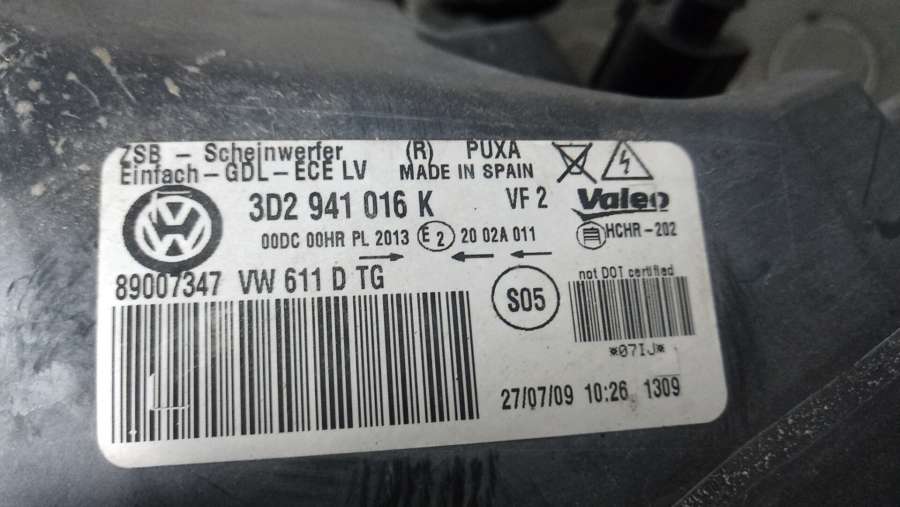 ZSB - Scheinwerfer (R) PUXA
Einfach-GDL-ECE LV MADE IN SPAIN
3D2 941 016 K VF 2 Valeo
00DC 00HR PL 2013 E2 20 02A 011 HCHR-202
89007347 VW 611 D TG
S05
not DOT certified
*07IJ*
27/07/09 10:26 1309